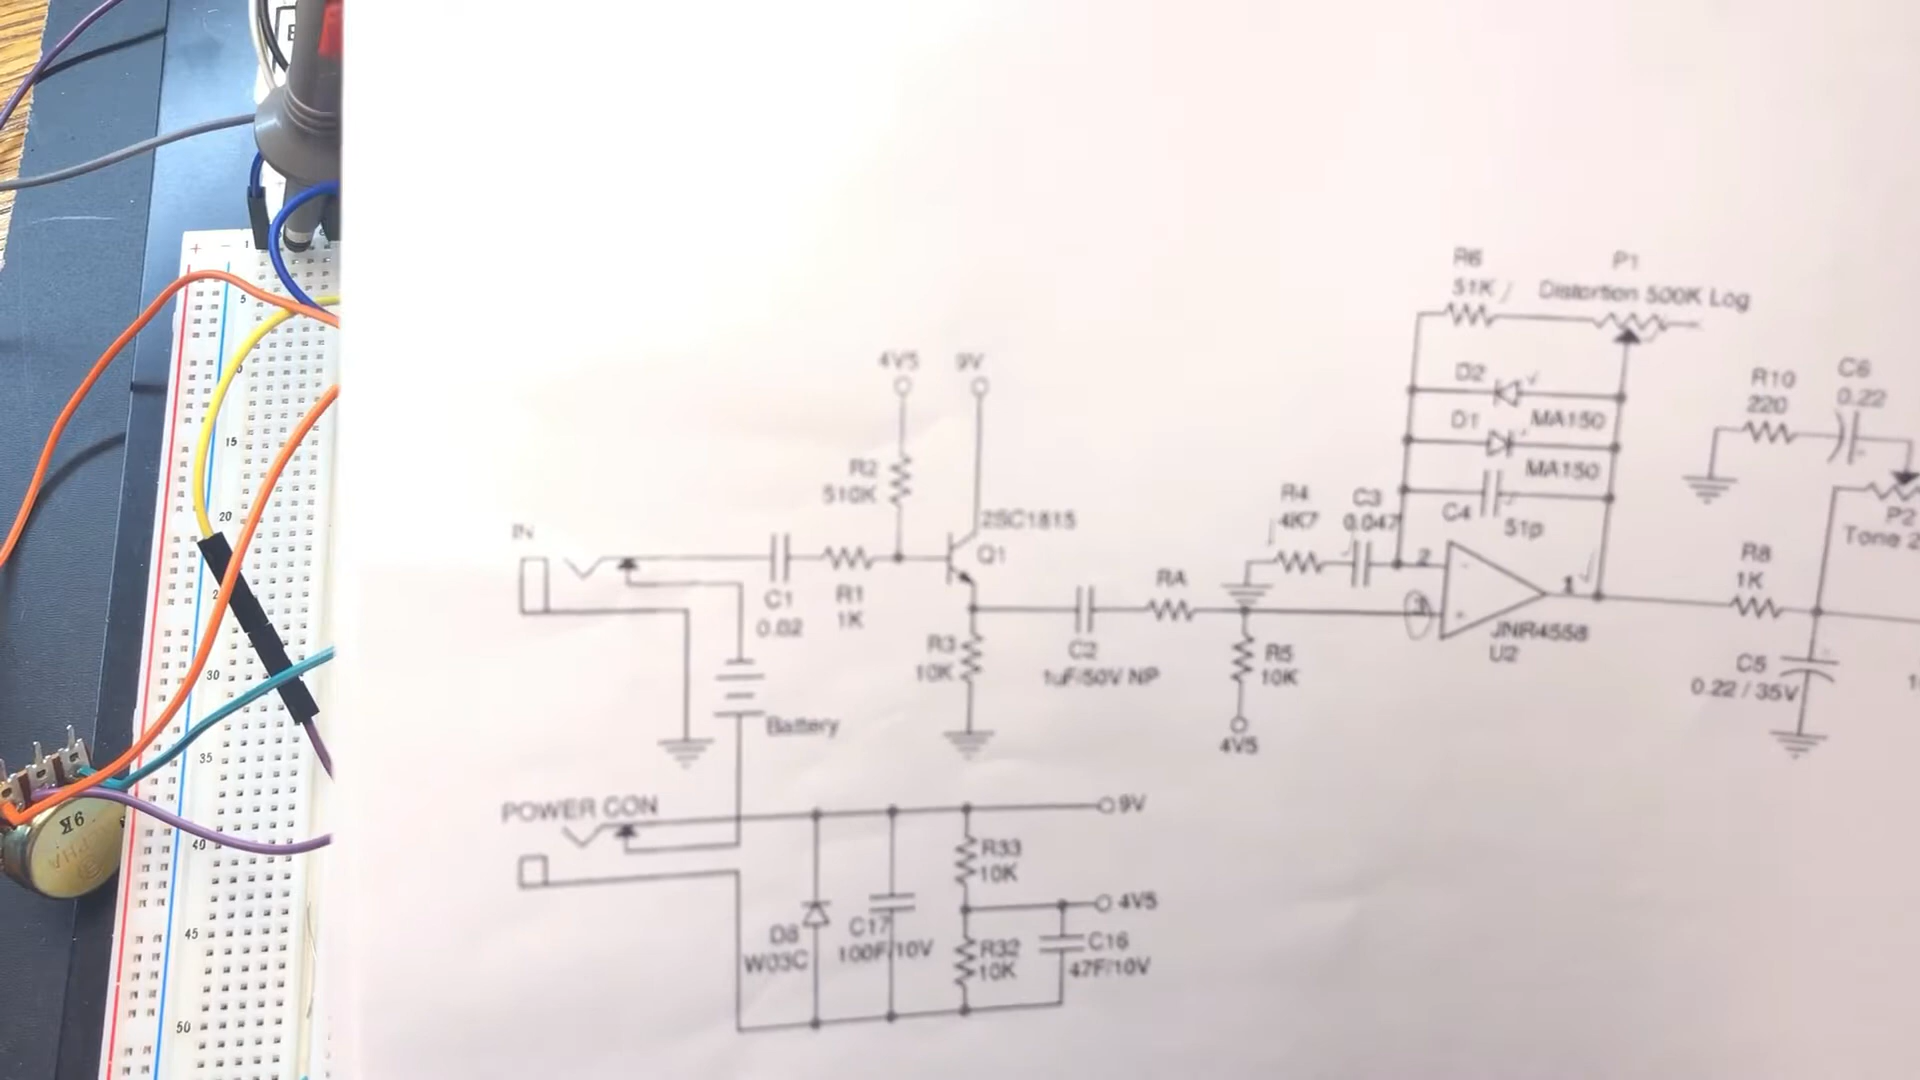 R6
51K
P1
Distortion 500K Log
4V5
9V
D2
MA150
D1
MA150
R10
220
C6
0.22
R2
510K
2SC1815
Q1
R4
4K7
C3
0.047
C4
51p
P2
Tone 2
IN
C1
0.02
R1
1K
RA
2
3
1
R8
1K
JNR4558
U2
R3
10K
C2
1uF/50V NP
R5
10K
C5
0.22 / 35V
Battery
4V5
POWER CON
9V
R33
10K
4V5
D8
W03C
C17
100F/10V
R32
10K
C16
47F/10V
+ -
1
5
15
20
30
35
40
45
50
9K